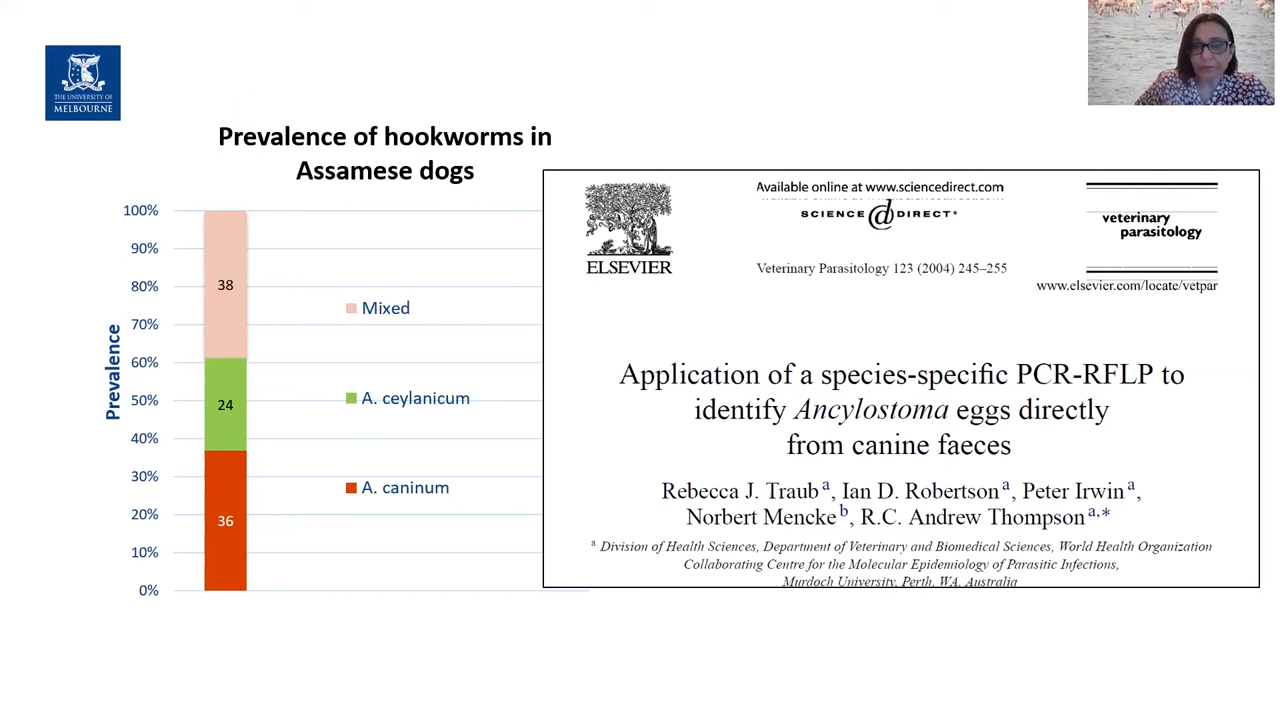 THE UNIVERSITY OF
MELBOURNE
Prevalence of hookworms in
Assamese dogs
Prevalence
100%
90%
80%
70%
60%
50%
40%
30%
20%
10%
0%
38
24
36
Mixed
A. ceylanicum
A. caninum
ELSEVIER
Available online at www.sciencedirect.com
SCIENCE @ DIRECT®
Veterinary Parasitology 123 (2004) 245–255
veterinary
parasitology
www.elsevier.com/locate/vetpar
Application of a species-specific PCR-RFLP to
identify Ancylostoma eggs directly
from canine faeces
Rebecca J. Traub a, Ian D. Robertson a, Peter Irwin a,
Norbert Mencke b, R.C. Andrew Thompson a,*
a Division of Health Sciences, Department of Veterinary and Biomedical Sciences, World Health Organization
Collaborating Centre for the Molecular Epidemiology of Parasitic Infections,
Murdoch University, Perth, WA, Australia